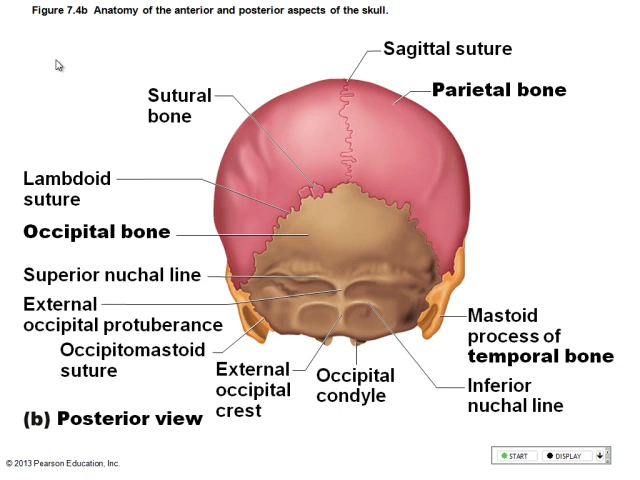 Figure 7.4b  Anatomy of the anterior and posterior aspects of the skull.
Sagittal suture
Parietal bone
Sutural
bone
Lambdoid
suture
Occipital bone
Superior nuchal line
External
occipital protuberance
Occipitomastoid
suture
External
occipital
crest
Occipital
condyle
Mastoid
process of
temporal bone
Inferior
nuchal line
(b) Posterior view
© 2013 Pearson Education, Inc.
START
DISPLAY